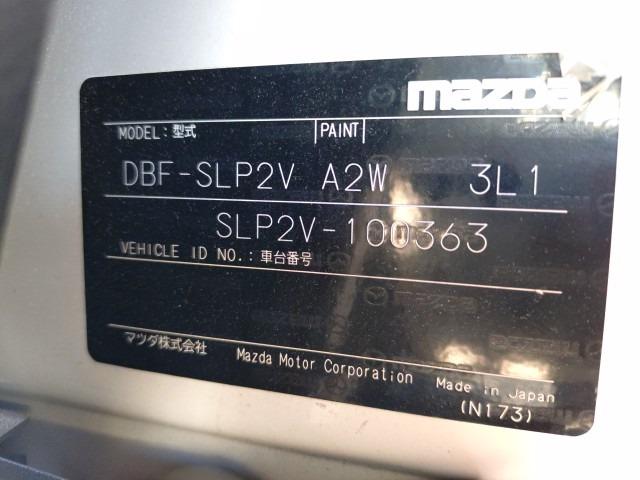 mazda
MODEL:型式 PAINT
DBF-SLP2V A2W 3L1
SLP2V-100363
VEHICLE ID NO.:車台番号
マツダ株式会社 Mazda Motor Corporation Made in Japan
(N173)